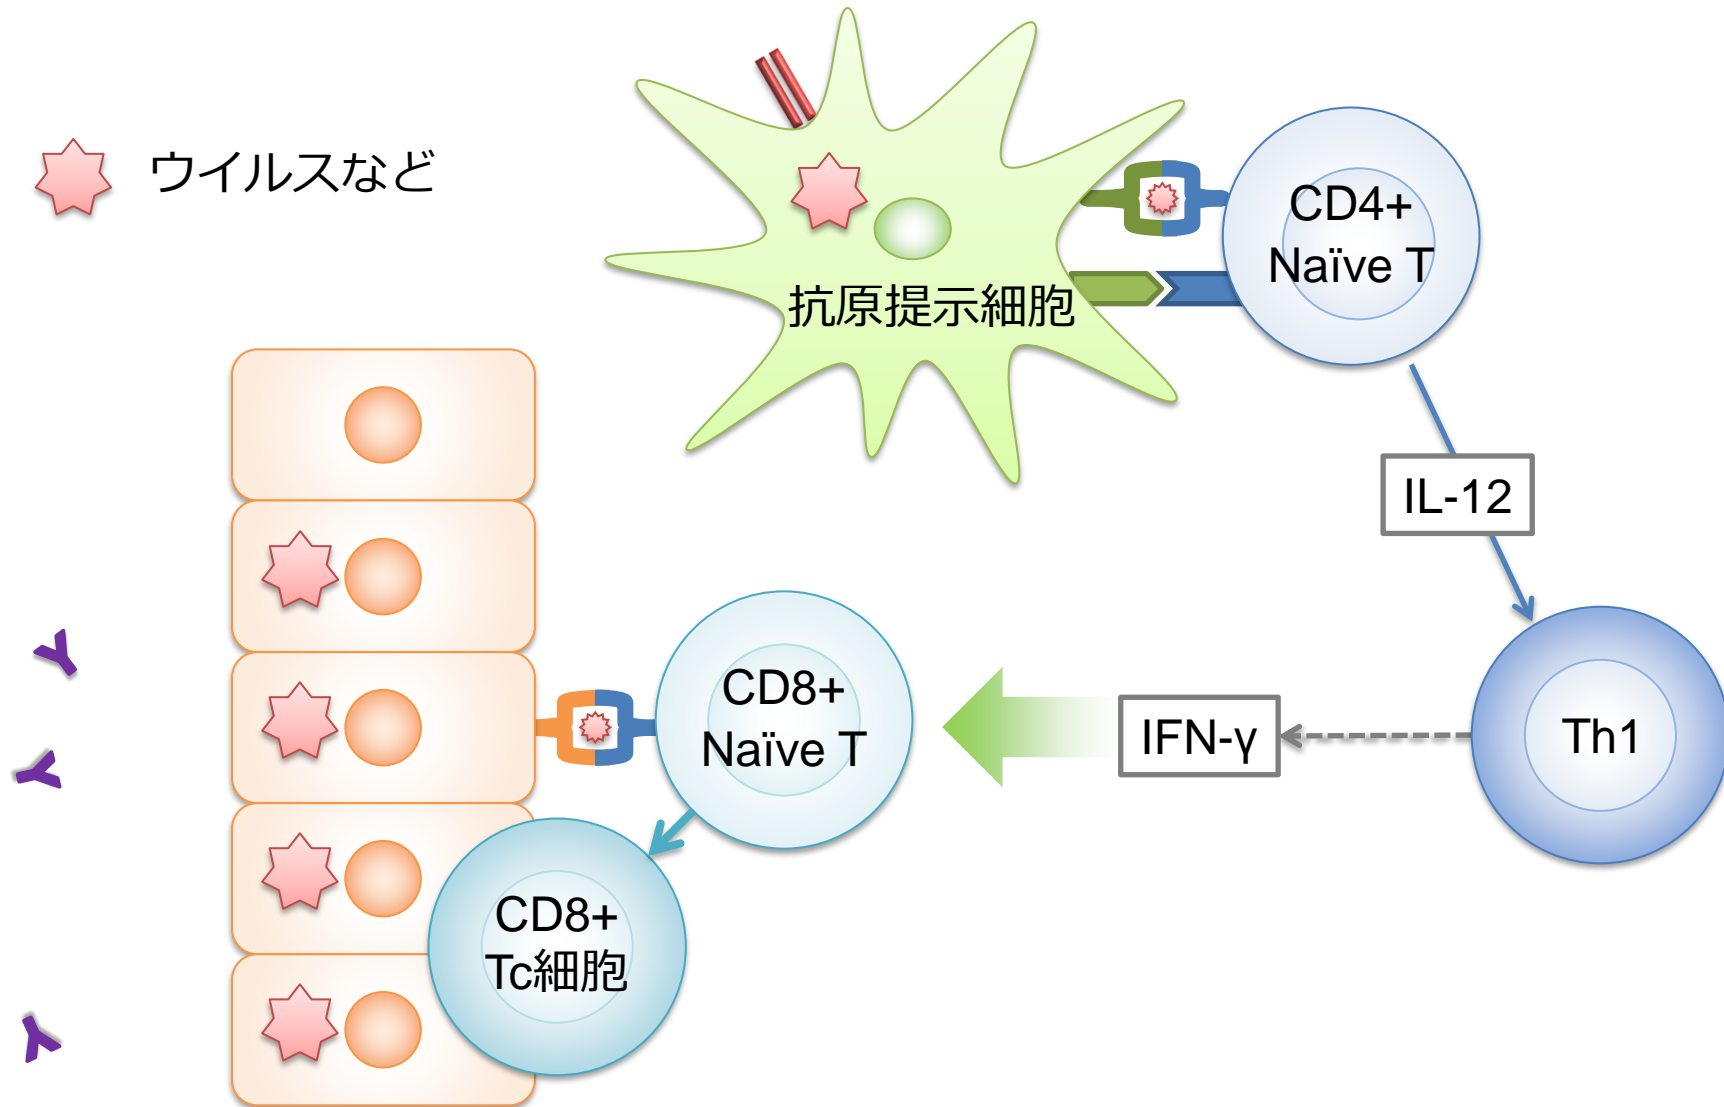 ウイルスなど
抗原提示細胞
CD4+
Naïve T
IL-12
Th1
IFN-γ
CD8+
Naïve T
CD8+
Tc細胞